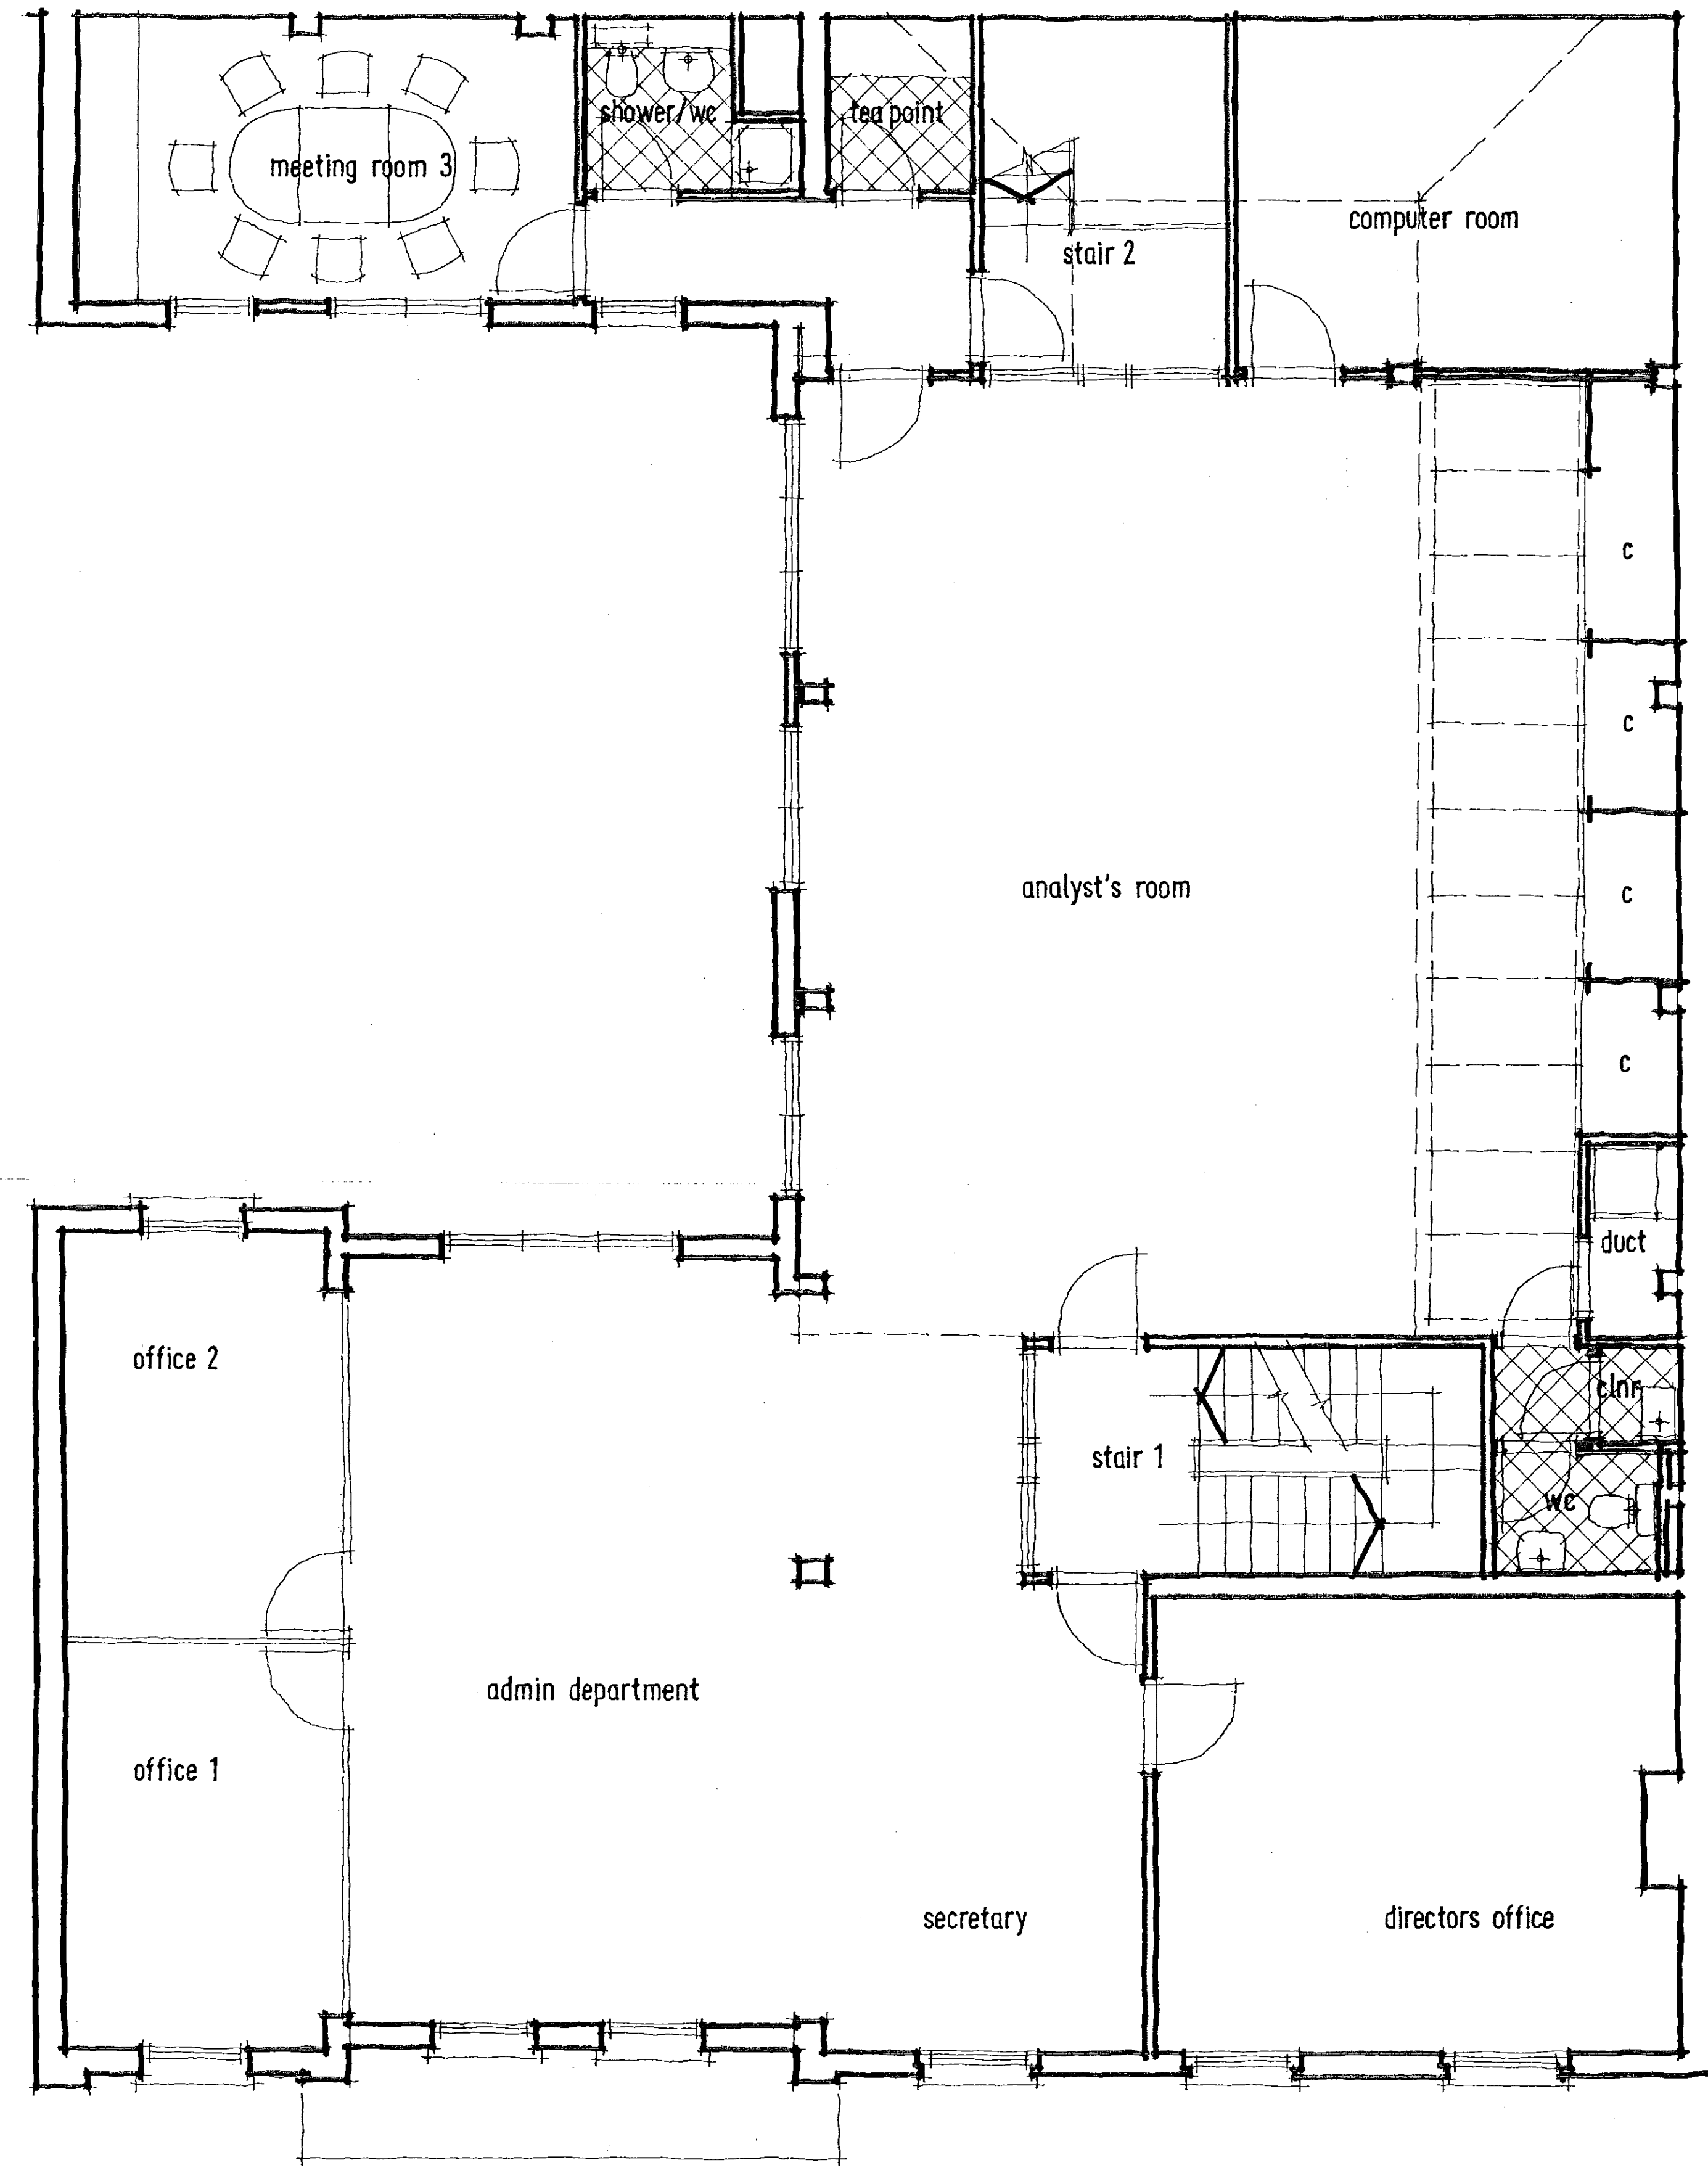 shower/wc
tea point
meeting room 3
computer room
stair 2
c
c
analyst's room
c
c
duct
office 2
clnr
stair 1
wc
admin department
office 1
secretary
directors office